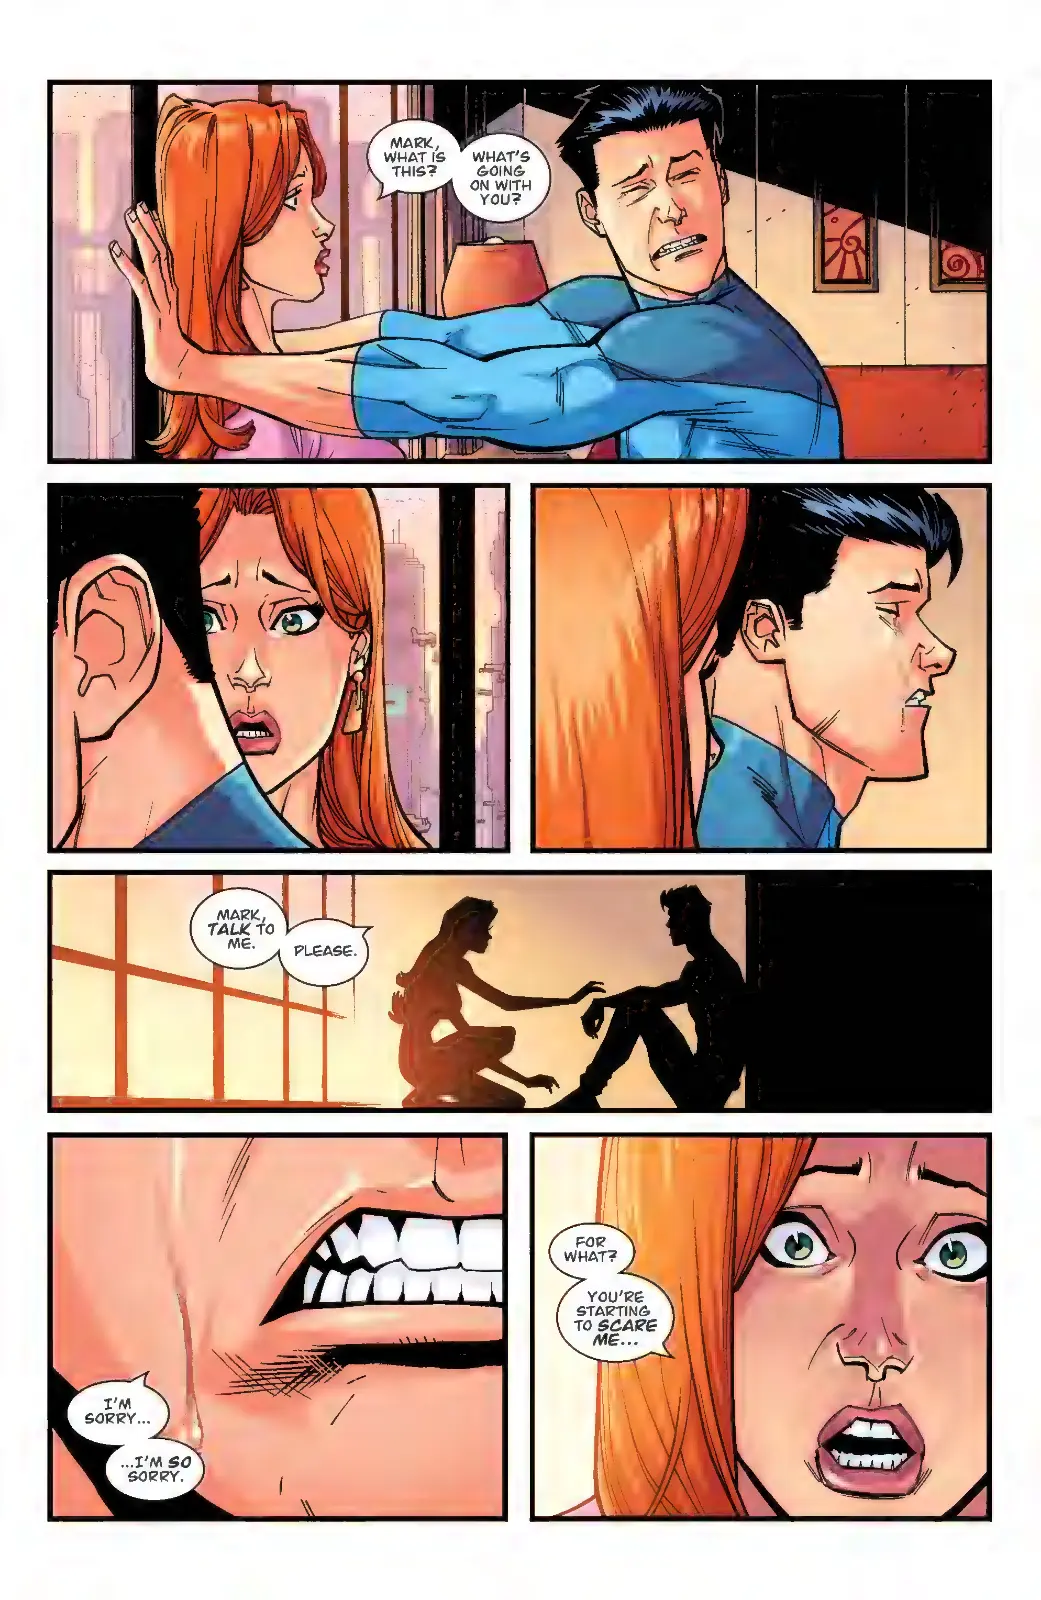 MARK,
WHAT IS
THIS?
WHAT'S
GOING
ON WITH
YOU?
MARK,
TALK TO
ME.
PLEASE.
I'M
SORRY...
...I'M SO
SORRY.
FOR
WHAT?
YOU'RE
STARTING
TO SCARE
ME...